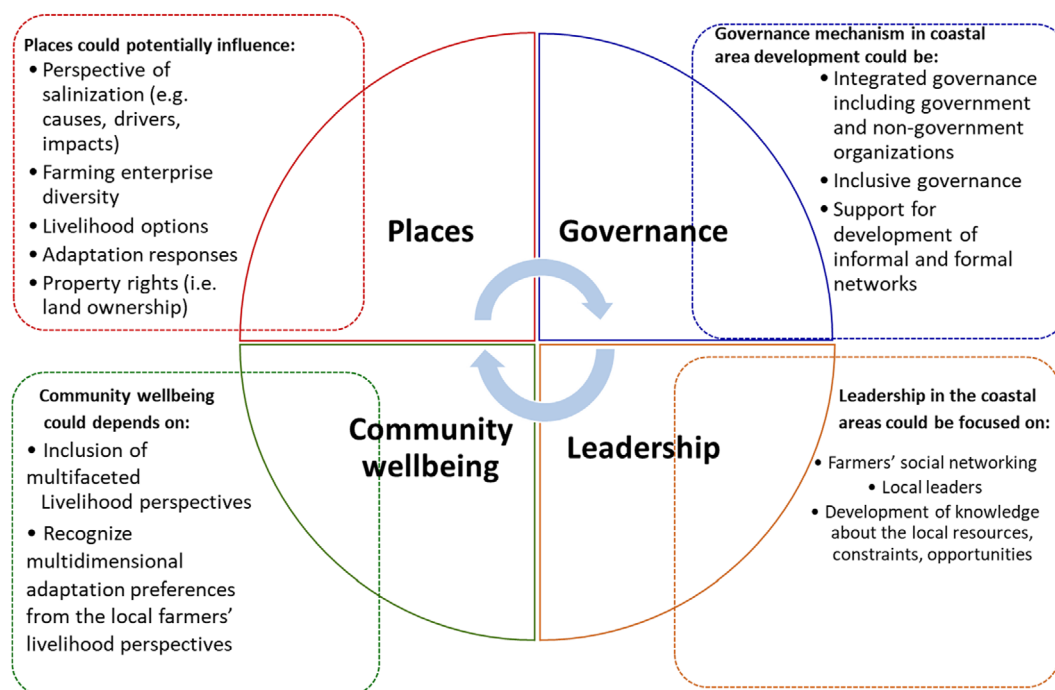 Places could potentially influence:
• Perspective of
salinization (e.g.
causes, drivers,
impacts)
• Farming enterprise
diversity
• Livelihood options
• Adaptation responses
• Property rights (i.e.
land ownership)
Governance mechanism in coastal
area development could be:
• Integrated governance
including government
and non-government
organizations
• Inclusive governance
• Support for
development of
informal and formal
networks
Places
Governance
Community
wellbeing
Leadership
Community wellbeing
could depends on:
• Inclusion of
multifaceted
Livelihood perspectives
• Recognize
multidimensional
adaptation preferences
from the local farmers’
livelihood perspectives
Leadership in the coastal
areas could be focused on:
• Farmers’ social networking
• Local leaders
• Development of knowledge
about the local resources,
constraints, opportunities